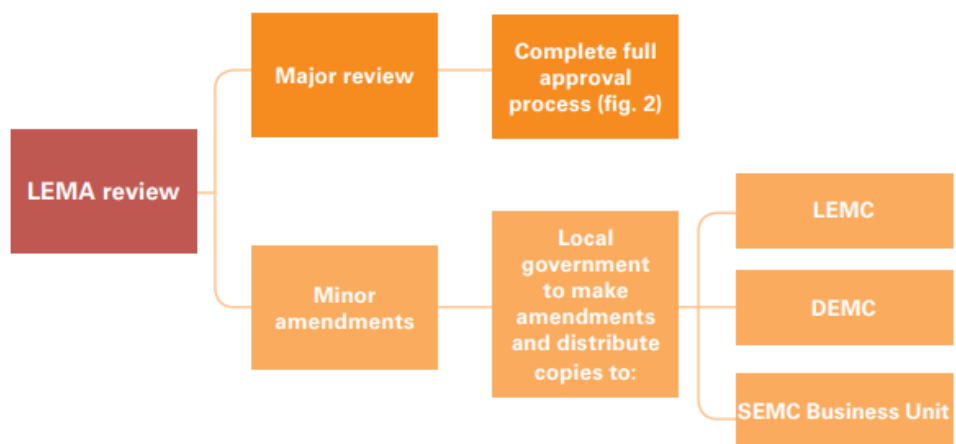 Major review
Complete full
approval
process (fig. 2)
LEMA review
Minor
amendments
Local
government
to make
amendments
and distribute
copies to:
LEMC
DEMC
SEMC Business Unit